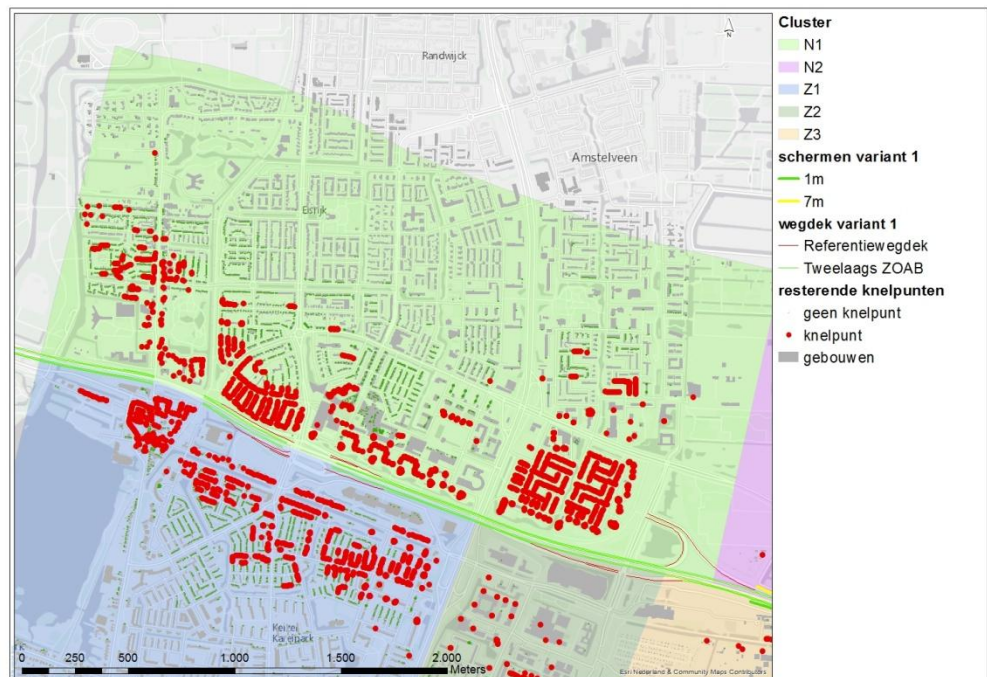 Randwijck
Amstelveen
Elsrijk
Keizer
Karelpark
N
0 250 500 1.000 1.500 2.000
Meters
Esri Nederland & Community Maps Contributors
Cluster
N1
N2
Z1
Z2
Z3
schermen variant 1
1m
7m
wegdek variant 1
Referentiewegdek
Tweelaags ZOAB
resterende knelpunten
geen knelpunt
knelpunt
gebouwen